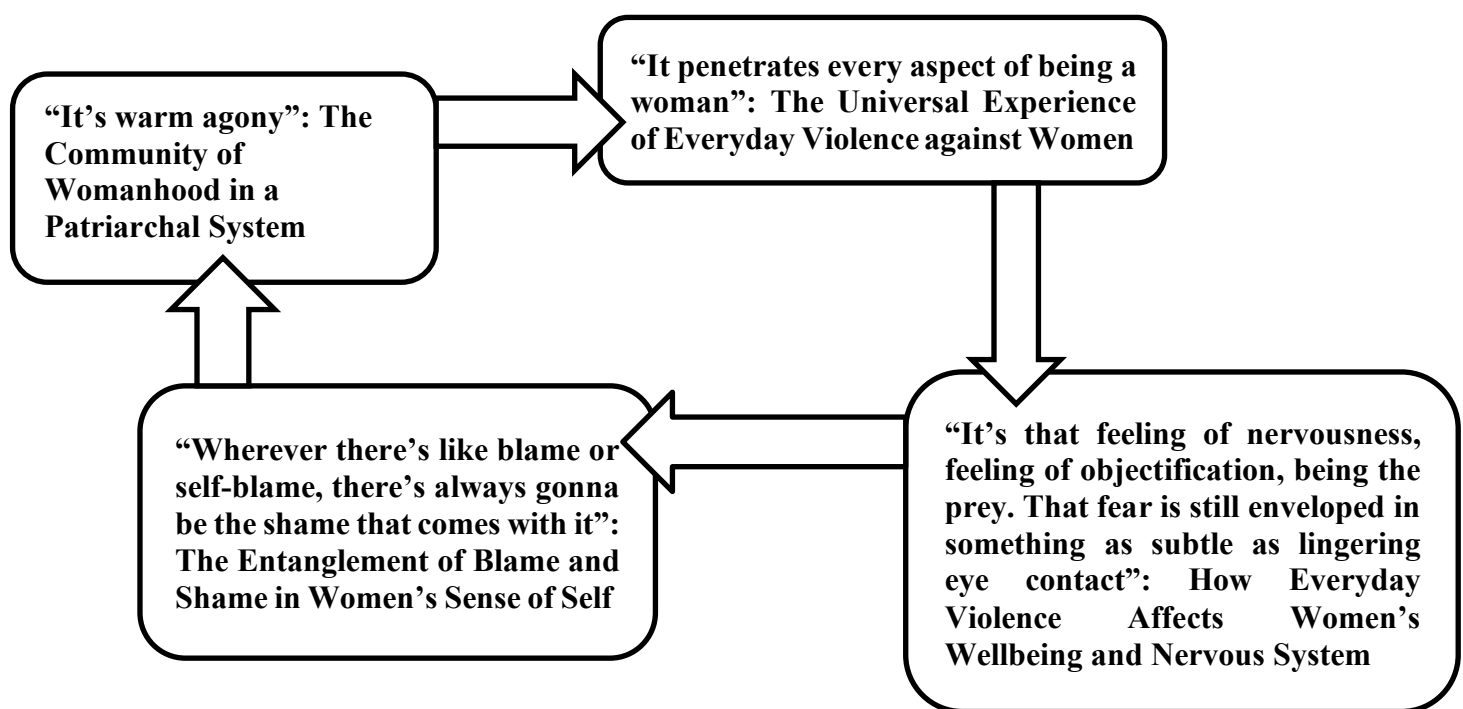 “It’s warm agony”: The
Community of
Womanhood in a
Patriarchal System
“It penetrates every aspect of being a
woman”: The Universal Experience
of Everyday Violence against Women
“It’s that feeling of nervousness,
feeling of objectification, being the
prey. That fear is still enveloped in
something as subtle as lingering
eye contact”: How Everyday
Violence Affects Women’s
Wellbeing and Nervous System
“Wherever there’s like blame or
self-blame, there’s always gonna
be the shame that comes with it”:
The Entanglement of Blame and
Shame in Women’s Sense of Self